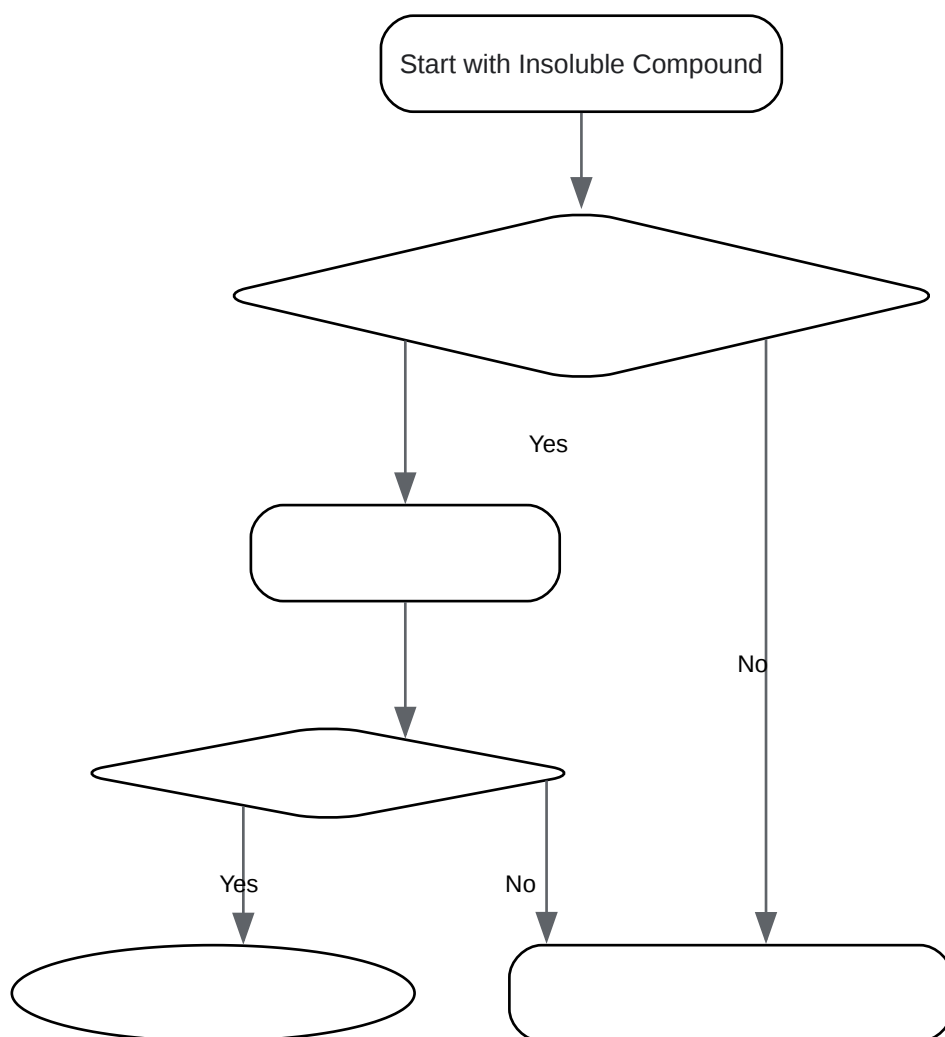 Start with Insoluble Compound
Yes
No
Yes
No